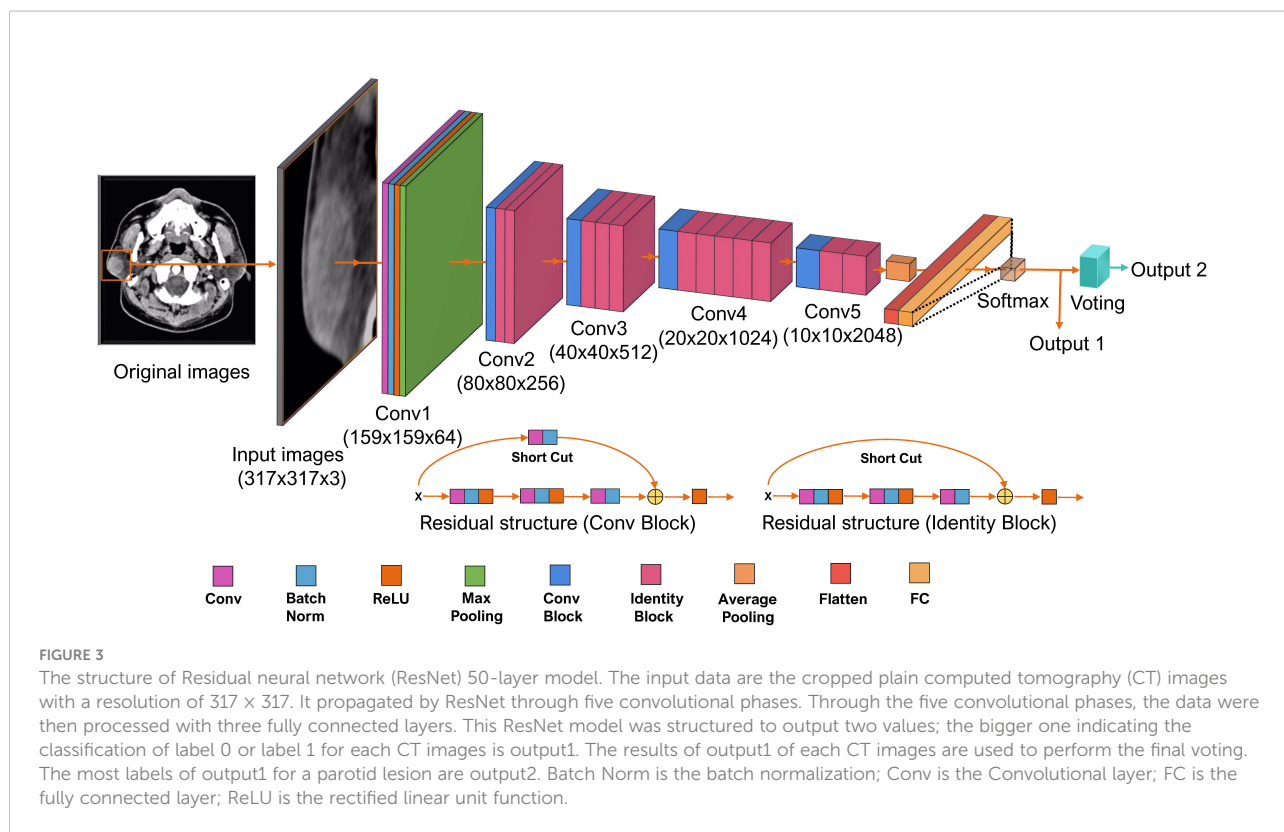 Original images
Input images
(317x317x3)
Conv1
(159x159x64)
Conv2
(80x80x256)
Conv3
(40x40x512)
Conv4
(20x20x1024)
Conv5
(10x10x2048)
Softmax
Voting
Output 2
Output 1
Short Cut
x
Residual structure (Conv Block)
Short Cut
x
Residual structure (Identity Block)
Conv
Batch
Norm
ReLU
Max
Pooling
Conv
Block
Identity
Block
Average
Pooling
Flatten
FC
FIGURE 3
The structure of Residual neural network (ResNet) 50-layer model. The input data are the cropped plain computed tomography (CT) images
with a resolution of 317 × 317. It propagated by ResNet through five convolutional phases. Through the five convolutional phases, the data were
then processed with three fully connected layers. This ResNet model was structured to output two values; the bigger one indicating the
classification of label 0 or label 1 for each CT images is output1. The results of output1 of each CT images are used to perform the final voting.
The most labels of output1 for a parotid lesion are output2. Batch Norm is the batch normalization; Conv is the Convolutional layer; FC is the
fully connected layer; ReLU is the rectified linear unit function.